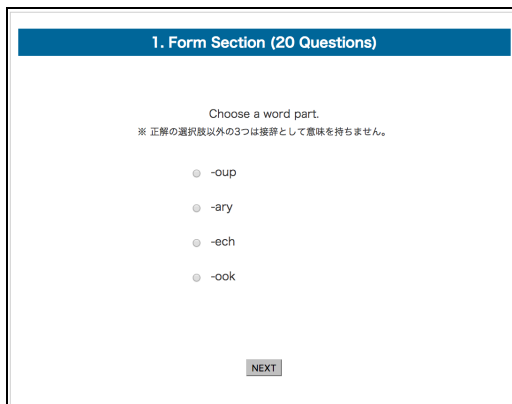 1. Form Section (20 Questions)
Choose a word part.
※ 正解の選択肢以外の3つは接辞として意味を持ちません。
-oup
-ary
-ech
-ook
NEXT